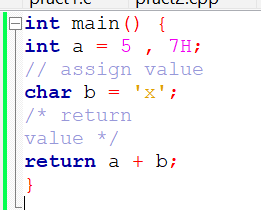 int main() {
int a = 5 , 7H;
// assign value
char b = 'x';
/* return
value */
return a + b;
}